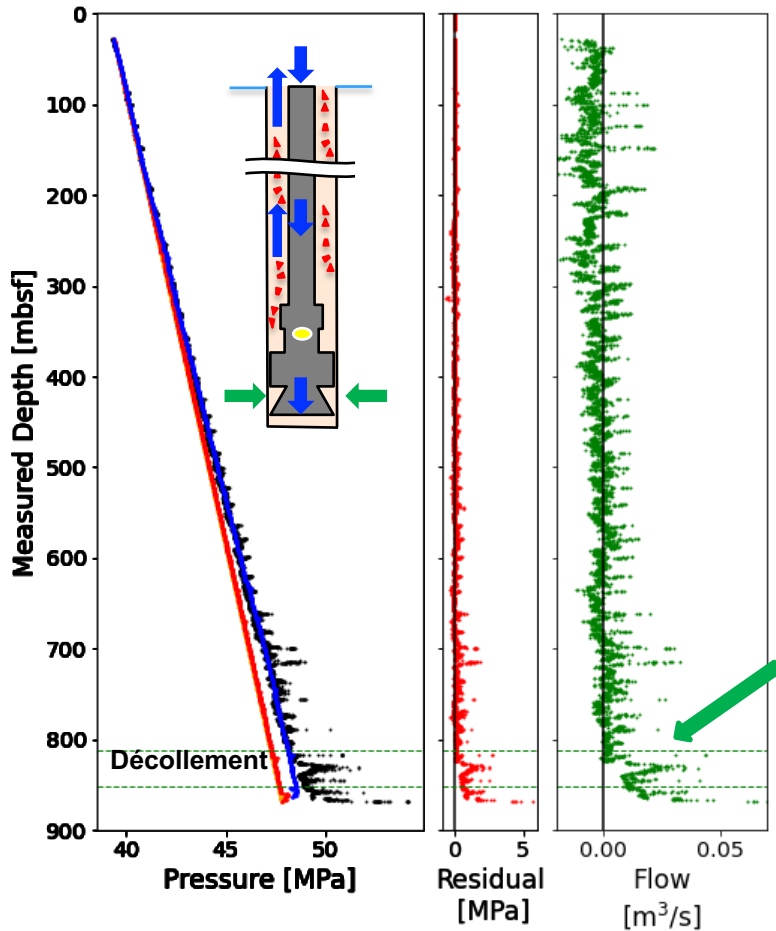 0
100
200
300
400
500
600
700
800
900
Measured Depth [mbsf]
Décollement
40 45 50
Pressure [MPa]
0 5
Residual
[MPa]
0.00 0.05
Flow
[m³/s]